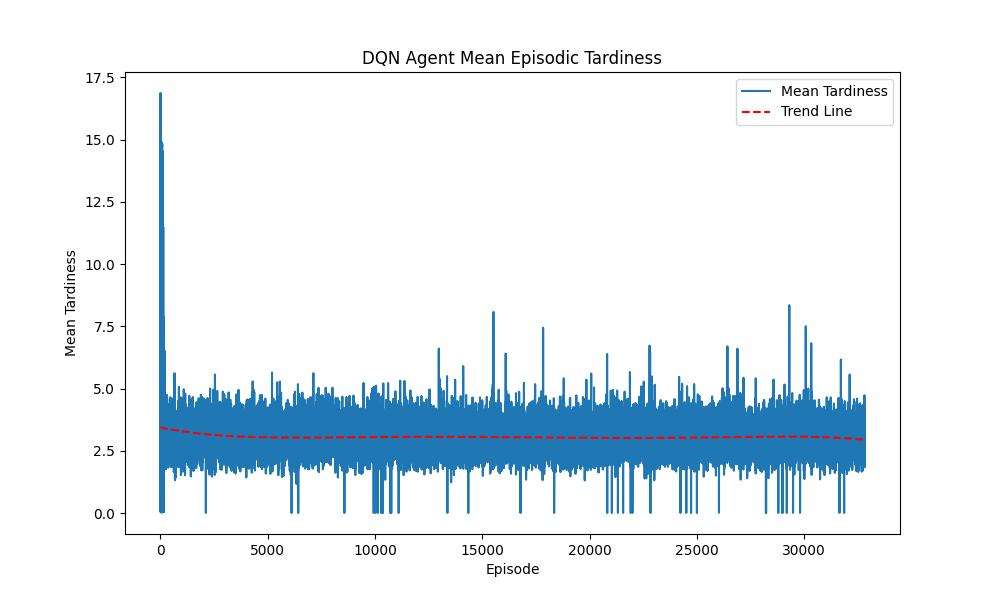 DQN Agent Mean Episodic Tardiness
Mean Tardiness
Trend Line
17.5
15.0
12.5
10.0
7.5
5.0
2.5
0.0
Mean Tardiness
0 5000 10000 15000 20000 25000 30000
Episode